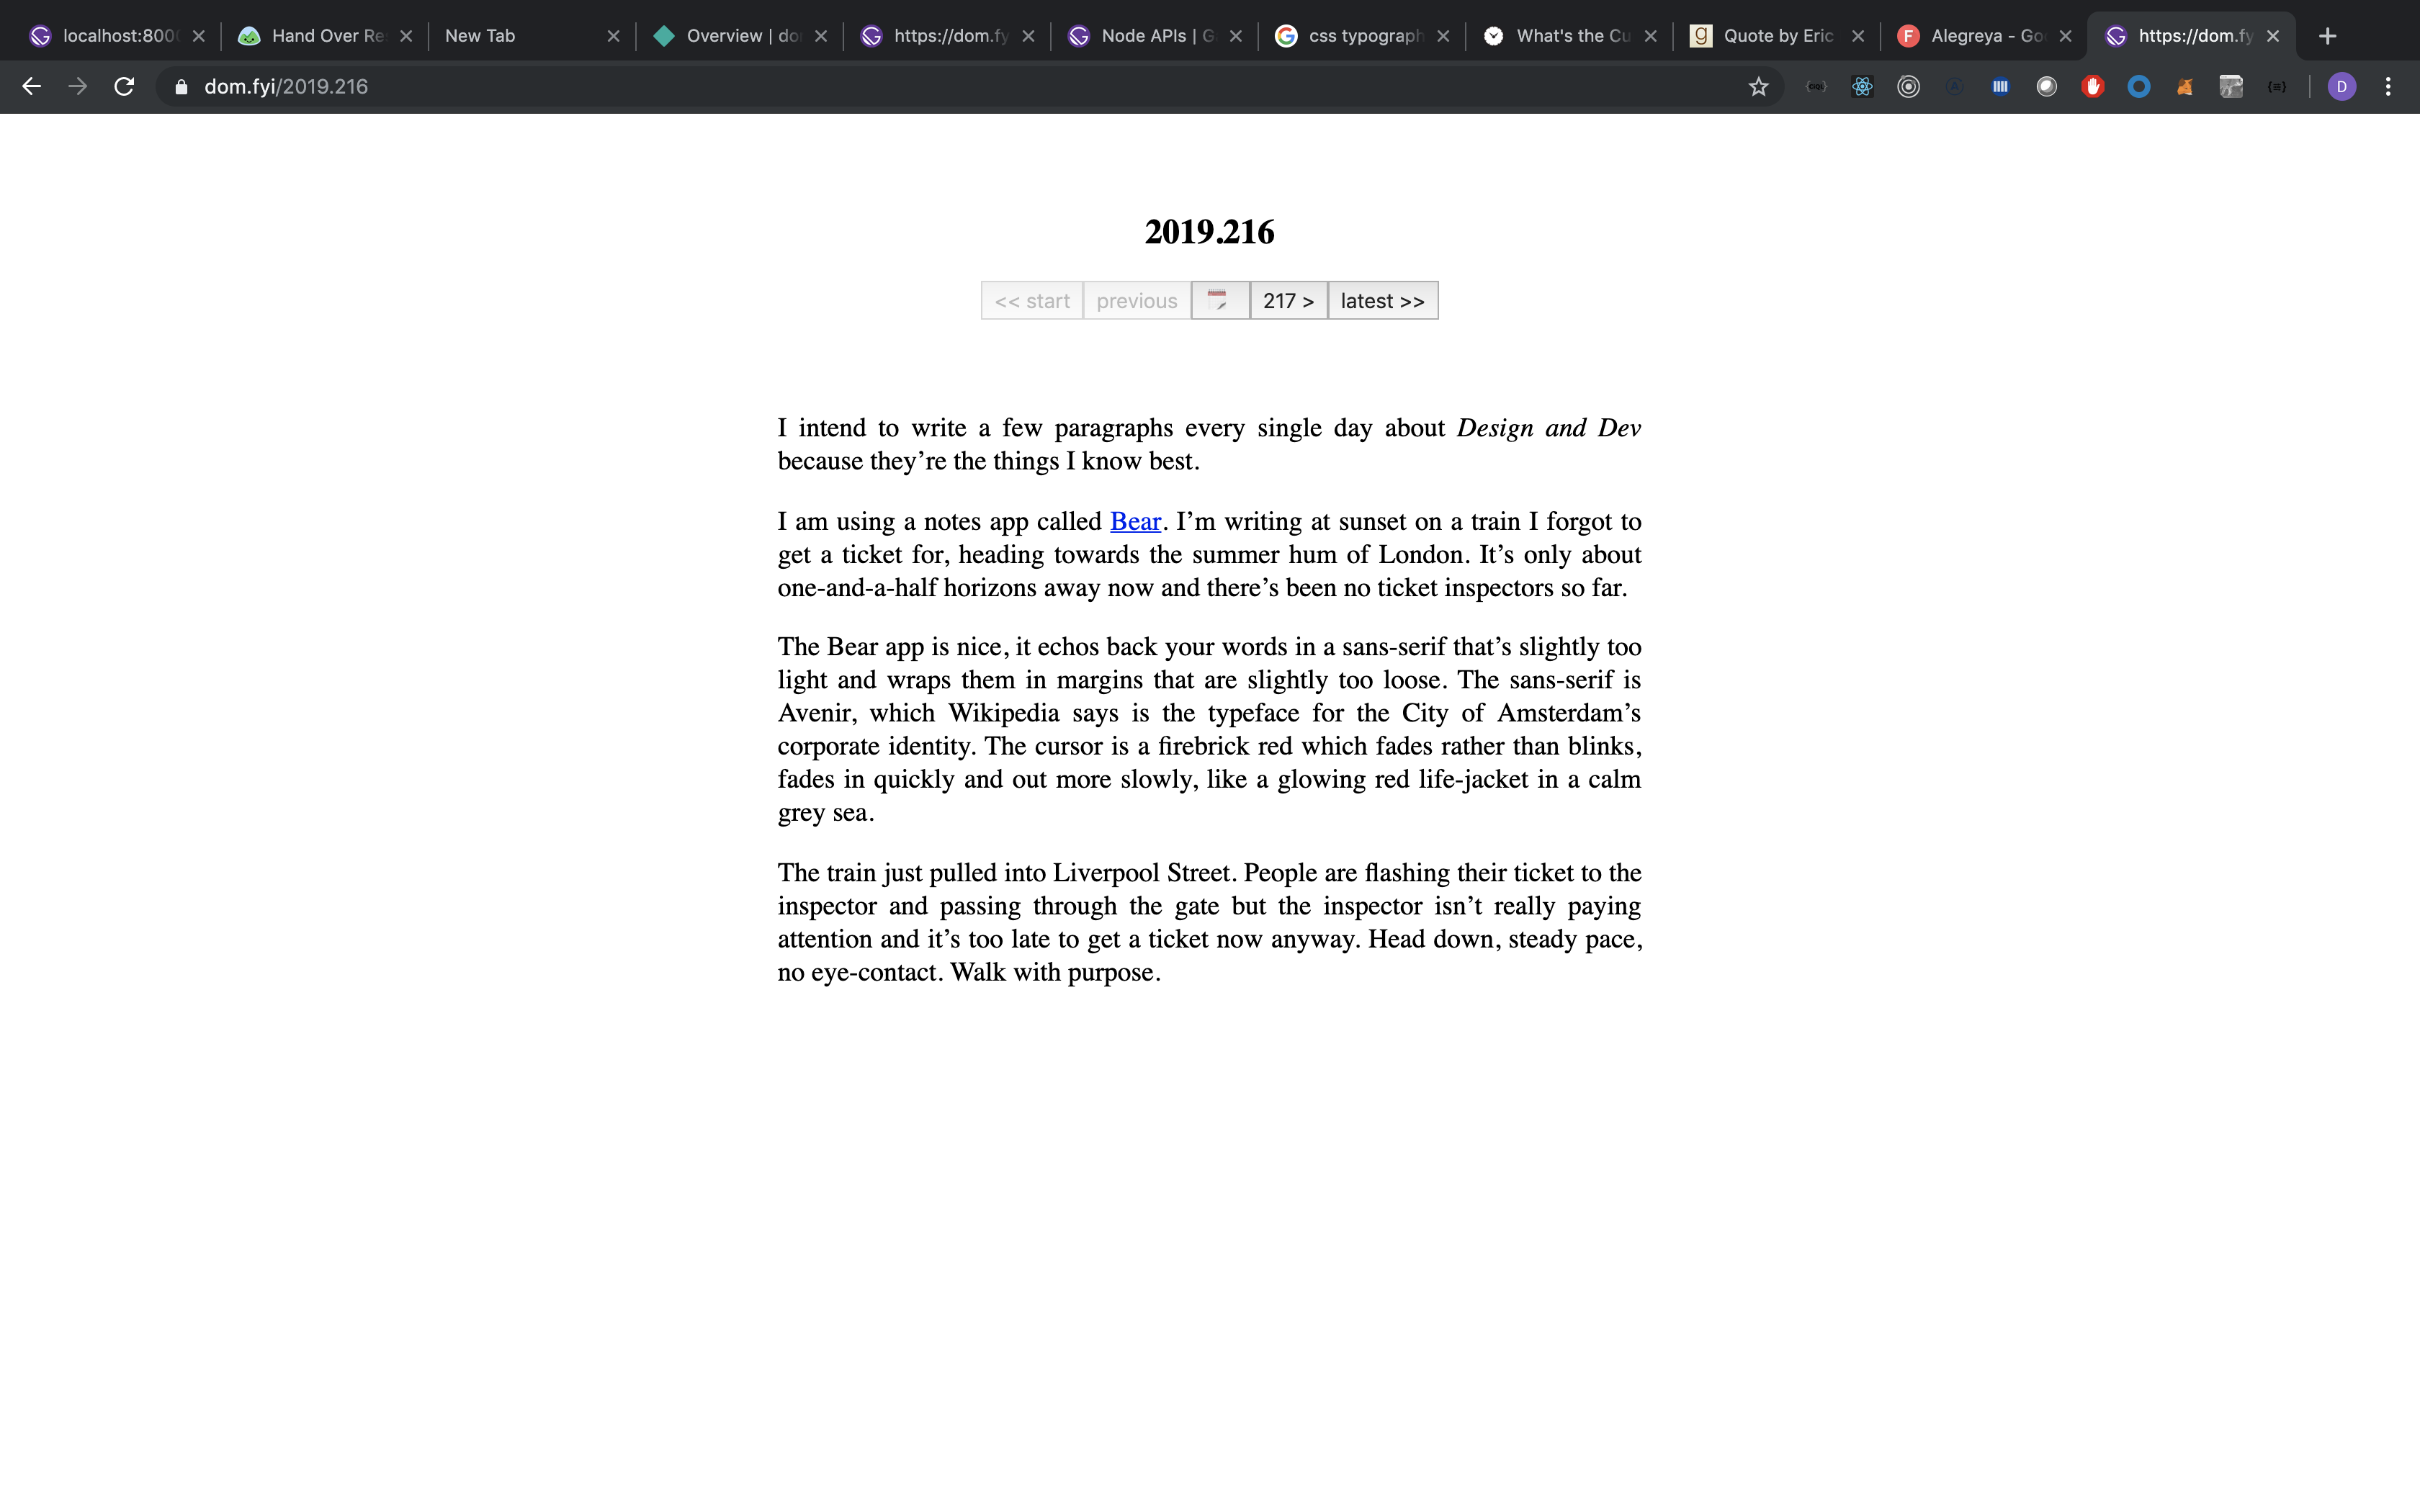 localhost:800
Hand Over Re
New Tab
Overview | do
https://dom.fy
Node APIs | G
css typograph
What's the Cu
Quote by Eric
Alegreya - Go
https://dom.fy
dom.fyi/2019.216
D
2019.216
<< start previous 217 > latest >>
I intend to write a few paragraphs every single day about Design and Dev
because they’re the things I know best.
I am using a notes app called Bear. I’m writing at sunset on a train I forgot to
get a ticket for, heading towards the summer hum of London. It’s only about
one-and-a-half horizons away now and there’s been no ticket inspectors so far.
The Bear app is nice, it echos back your words in a sans-serif that’s slightly too
light and wraps them in margins that are slightly too loose. The sans-serif is
Avenir, which Wikipedia says is the typeface for the City of Amsterdam’s
corporate identity. The cursor is a firebrick red which fades rather than blinks,
fades in quickly and out more slowly, like a glowing red life-jacket in a calm
grey sea.
The train just pulled into Liverpool Street. People are flashing their ticket to the
inspector and passing through the gate but the inspector isn’t really paying
attention and it’s too late to get a ticket now anyway. Head down, steady pace,
no eye-contact. Walk with purpose.